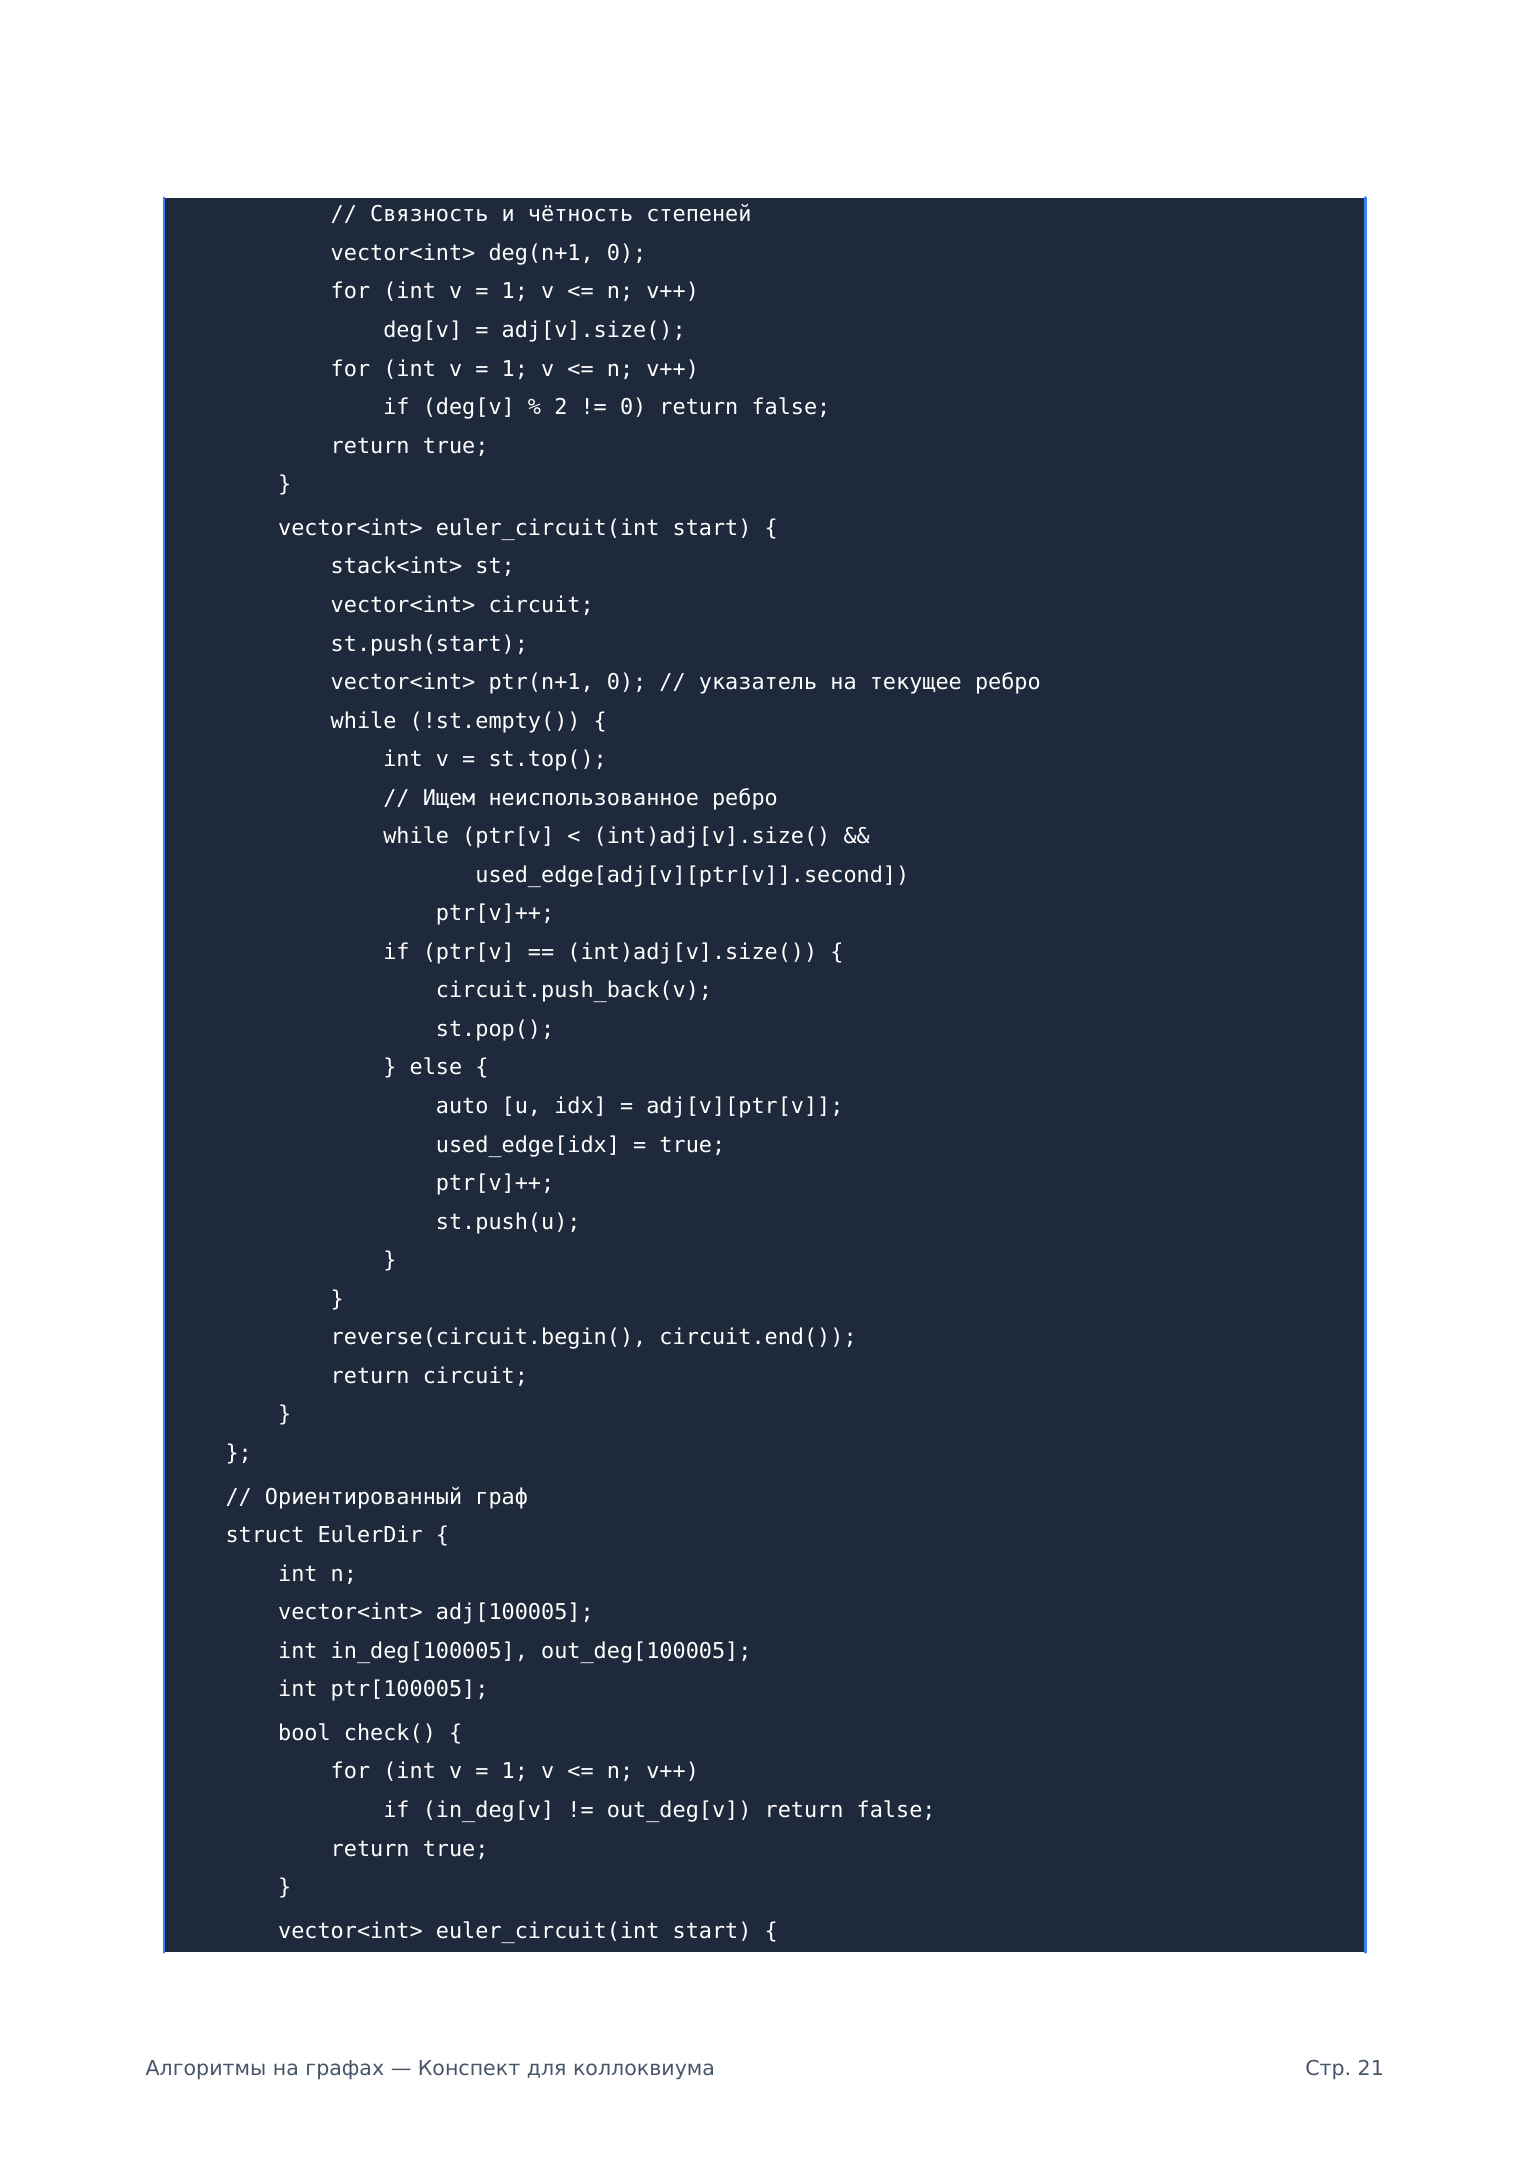 // Связность и чётность степеней
        vector<int> deg(n+1, 0);
        for (int v = 1; v <= n; v++)
            deg[v] = adj[v].size();
        for (int v = 1; v <= n; v++)
            if (deg[v] % 2 != 0) return false;
        return true;
    }
    vector<int> euler_circuit(int start) {
        stack<int> st;
        vector<int> circuit;
        st.push(start);
        vector<int> ptr(n+1, 0); // указатель на текущее ребро
        while (!st.empty()) {
            int v = st.top();
            // Ищем неиспользованное ребро
            while (ptr[v] < (int)adj[v].size() &&
                   used_edge[adj[v][ptr[v]].second])
                ptr[v]++;
            if (ptr[v] == (int)adj[v].size()) {
                circuit.push_back(v);
                st.pop();
            } else {
                auto [u, idx] = adj[v][ptr[v]];
                used_edge[idx] = true;
                ptr[v]++;
                st.push(u);
            }
        }
        reverse(circuit.begin(), circuit.end());
        return circuit;
    }
};
// Ориентированный граф
struct EulerDir {
    int n;
    vector<int> adj[100005];
    int in_deg[100005], out_deg[100005];
    int ptr[100005];
    bool check() {
        for (int v = 1; v <= n; v++)
            if (in_deg[v] != out_deg[v]) return false;
        return true;
    }
    vector<int> euler_circuit(int start) {
Алгоритмы на графах — Конспект для коллоквиума
Стр. 21